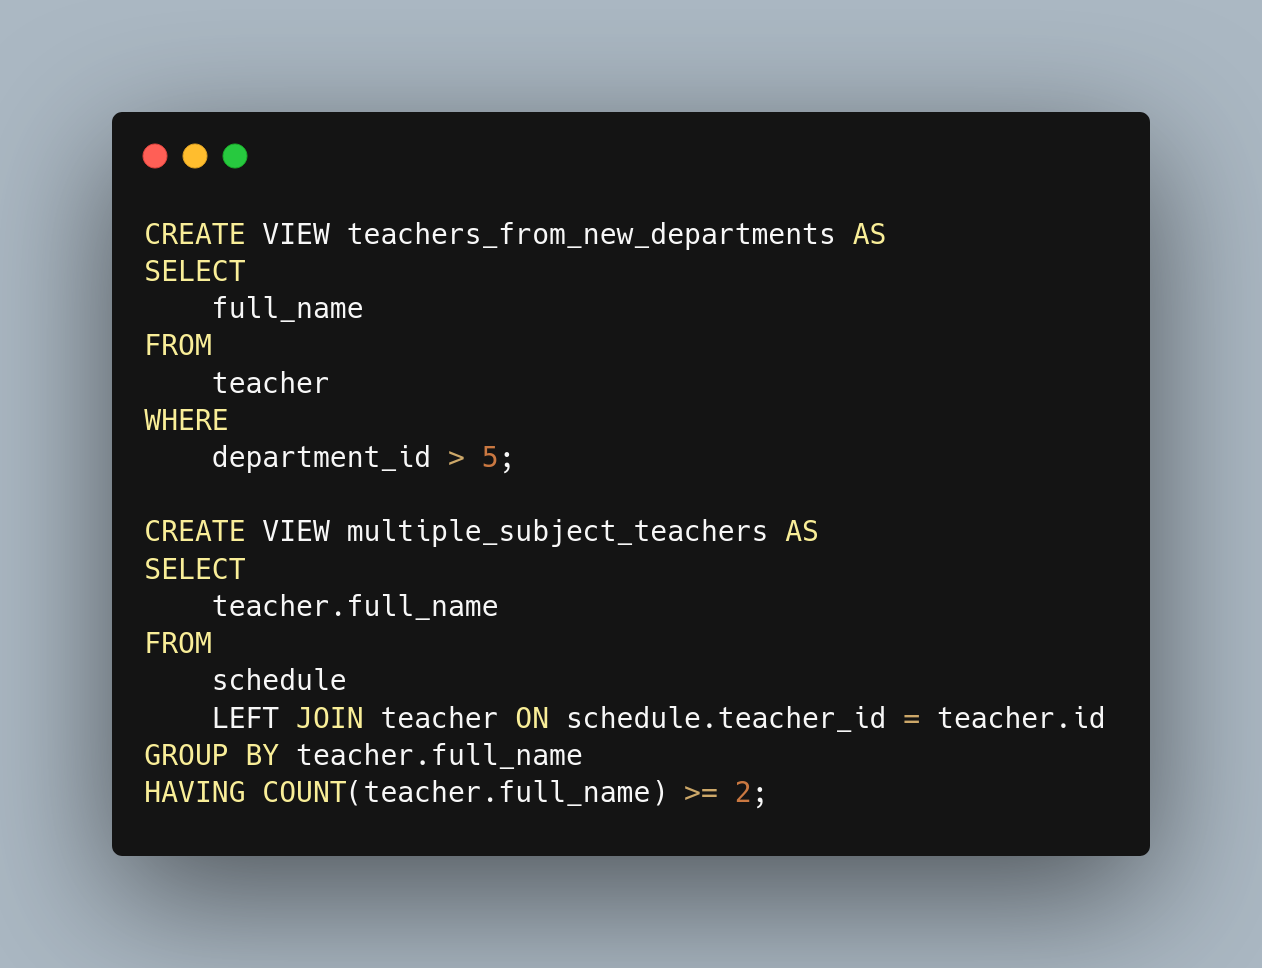 CREATE VIEW teachers_from_new_departments AS
SELECT
    full_name
FROM
    teacher
WHERE
    department_id > 5;

CREATE VIEW multiple_subject_teachers AS
SELECT
    teacher.full_name
FROM
    schedule
    LEFT JOIN teacher ON schedule.teacher_id = teacher.id
GROUP BY teacher.full_name
HAVING COUNT(teacher.full_name) >= 2;